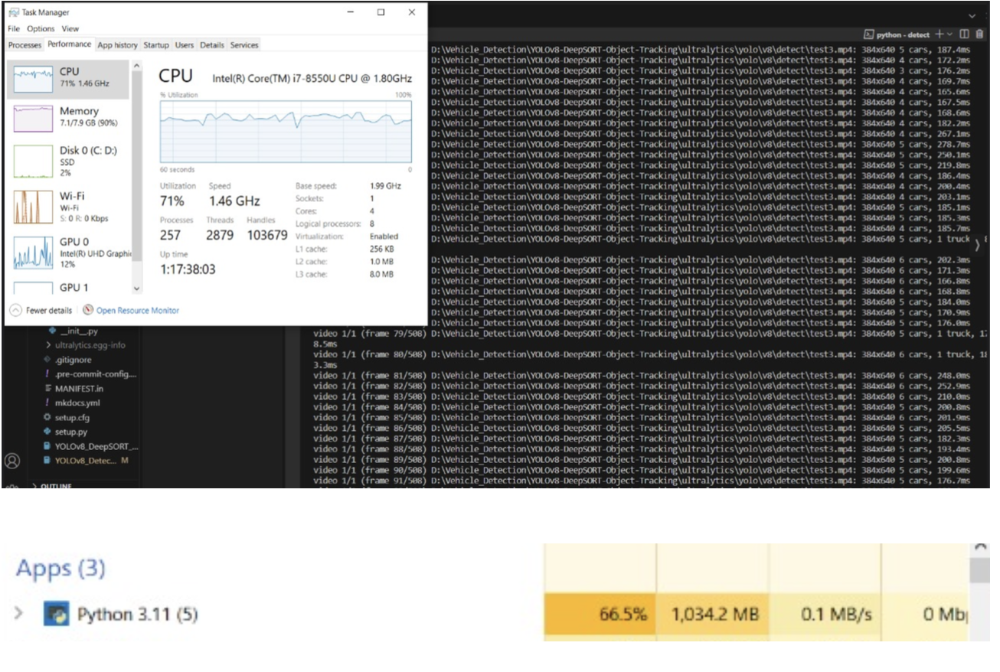 Task Manager
File Options View
Processes Performance App history Startup Users Details Services
CPU
71% 1.46 GHz
Memory
7.1/7.9 GB (90%)
Disk 0 (C: D:)
SSD
2%
Wi-Fi
Wi-Fi
S: 0 R: 0 Kbps
GPU 0
Intel(R) UHD Graphi
12%
GPU 1
CPU Intel(R) Core(TM) i7-8550U CPU @ 1.80GHz
% Utilization 100%
60 seconds 0
Utilization Speed
71% 1.46 GHz
Processes Threads Handles
257 2879 103679
Up time
1:17:38:03
Base speed: 1.99 GHz
Sockets: 1
Cores: 4
Logical processors: 8
Virtualization: Enabled
L1 cache: 256 KB
L2 cache: 1.0 MB
L3 cache: 8.0 MB
Fewer details Open Resource Monitor
__init__.py
ultralytics.egg-info
.gitignore
.pre-commit-config....
MANIFEST.in
mkdocs.yml
setup.cfg
setup.py
YOLOv8_DeepSORT_...
YOLOv8_Detec... M
OUTLINE
python - detect
D:\Vehicle_Detection\YOLOv8-DeepSORT-Object-Tracking\ultralytics\yolo\v8\detect\test3.mp4: 384x640 5 cars, 187.4ms
D:\Vehicle_Detection\YOLOv8-DeepSORT-Object-Tracking\ultralytics\yolo\v8\detect\test3.mp4: 384x640 4 cars, 172.2ms
D:\Vehicle_Detection\YOLOv8-DeepSORT-Object-Tracking\ultralytics\yolo\v8\detect\test3.mp4: 384x640 3 cars, 176.2ms
D:\Vehicle_Detection\YOLOv8-DeepSORT-Object-Tracking\ultralytics\yolo\v8\detect\test3.mp4: 384x640 4 cars, 169.7ms
D:\Vehicle_Detection\YOLOv8-DeepSORT-Object-Tracking\ultralytics\yolo\v8\detect\test3.mp4: 384x640 4 cars, 165.6ms
D:\Vehicle_Detection\YOLOv8-DeepSORT-Object-Tracking\ultralytics\yolo\v8\detect\test3.mp4: 384x640 4 cars, 167.5ms
D:\Vehicle_Detection\YOLOv8-DeepSORT-Object-Tracking\ultralytics\yolo\v8\detect\test3.mp4: 384x640 4 cars, 168.6ms
D:\Vehicle_Detection\YOLOv8-DeepSORT-Object-Tracking\ultralytics\yolo\v8\detect\test3.mp4: 384x640 4 cars, 182.2ms
D:\Vehicle_Detection\YOLOv8-DeepSORT-Object-Tracking\ultralytics\yolo\v8\detect\test3.mp4: 384x640 4 cars, 267.1ms
D:\Vehicle_Detection\YOLOv8-DeepSORT-Object-Tracking\ultralytics\yolo\v8\detect\test3.mp4: 384x640 5 cars, 278.7ms
D:\Vehicle_Detection\YOLOv8-DeepSORT-Object-Tracking\ultralytics\yolo\v8\detect\test3.mp4: 384x640 5 cars, 250.1ms
D:\Vehicle_Detection\YOLOv8-DeepSORT-Object-Tracking\ultralytics\yolo\v8\detect\test3.mp4: 384x640 5 cars, 219.8ms
D:\Vehicle_Detection\YOLOv8-DeepSORT-Object-Tracking\ultralytics\yolo\v8\detect\test3.mp4: 384x640 4 cars, 186.4ms
D:\Vehicle_Detection\YOLOv8-DeepSORT-Object-Tracking\ultralytics\yolo\v8\detect\test3.mp4: 384x640 4 cars, 200.4ms
D:\Vehicle_Detection\YOLOv8-DeepSORT-Object-Tracking\ultralytics\yolo\v8\detect\test3.mp4: 384x640 4 cars, 203.1ms
D:\Vehicle_Detection\YOLOv8-DeepSORT-Object-Tracking\ultralytics\yolo\v8\detect\test3.mp4: 384x640 5 cars, 185.1ms
D:\Vehicle_Detection\YOLOv8-DeepSORT-Object-Tracking\ultralytics\yolo\v8\detect\test3.mp4: 384x640 5 cars, 185.3ms
D:\Vehicle_Detection\YOLOv8-DeepSORT-Object-Tracking\ultralytics\yolo\v8\detect\test3.mp4: 384x640 4 cars, 185.7ms
D:\Vehicle_Detection\YOLOv8-DeepSORT-Object-Tracking\ultralytics\yolo\v8\detect\test3.mp4: 384x640 5 cars, 1 truck
D:\Vehicle_Detection\YOLOv8-DeepSORT-Object-Tracking\ultralytics\yolo\v8\detect\test3.mp4: 384x640 6 cars, 202.3ms
D:\Vehicle_Detection\YOLOv8-DeepSORT-Object-Tracking\ultralytics\yolo\v8\detect\test3.mp4: 384x640 6 cars, 171.3ms
D:\Vehicle_Detection\YOLOv8-DeepSORT-Object-Tracking\ultralytics\yolo\v8\detect\test3.mp4: 384x640 6 cars, 166.8ms
D:\Vehicle_Detection\YOLOv8-DeepSORT-Object-Tracking\ultralytics\yolo\v8\detect\test3.mp4: 384x640 6 cars, 168.8ms
D:\Vehicle_Detection\YOLOv8-DeepSORT-Object-Tracking\ultralytics\yolo\v8\detect\test3.mp4: 384x640 5 cars, 184.0ms
D:\Vehicle_Detection\YOLOv8-DeepSORT-Object-Tracking\ultralytics\yolo\v8\detect\test3.mp4: 384x640 5 cars, 170.9ms
D:\Vehicle_Detection\YOLOv8-DeepSORT-Object-Tracking\ultralytics\yolo\v8\detect\test3.mp4: 384x640 5 cars, 176.0ms
video 1/1 (frame 79/508) D:\Vehicle_Detection\YOLOv8-DeepSORT-Object-Tracking\ultralytics\yolo\v8\detect\test3.mp4: 384x640 5 cars, 1 truck, 17
8.5ms
video 1/1 (frame 80/508) D:\Vehicle_Detection\YOLOv8-DeepSORT-Object-Tracking\ultralytics\yolo\v8\detect\test3.mp4: 384x640 6 cars, 1 truck, 18
3.3ms
video 1/1 (frame 81/508) D:\Vehicle_Detection\YOLOv8-DeepSORT-Object-Tracking\ultralytics\yolo\v8\detect\test3.mp4: 384x640 6 cars, 248.0ms
video 1/1 (frame 82/508) D:\Vehicle_Detection\YOLOv8-DeepSORT-Object-Tracking\ultralytics\yolo\v8\detect\test3.mp4: 384x640 6 cars, 252.9ms
video 1/1 (frame 83/508) D:\Vehicle_Detection\YOLOv8-DeepSORT-Object-Tracking\ultralytics\yolo\v8\detect\test3.mp4: 384x640 6 cars, 210.0ms
video 1/1 (frame 84/508) D:\Vehicle_Detection\YOLOv8-DeepSORT-Object-Tracking\ultralytics\yolo\v8\detect\test3.mp4: 384x640 5 cars, 200.8ms
video 1/1 (frame 85/508) D:\Vehicle_Detection\YOLOv8-DeepSORT-Object-Tracking\ultralytics\yolo\v8\detect\test3.mp4: 384x640 6 cars, 201.9ms
video 1/1 (frame 86/508) D:\Vehicle_Detection\YOLOv8-DeepSORT-Object-Tracking\ultralytics\yolo\v8\detect\test3.mp4: 384x640 5 cars, 205.5ms
video 1/1 (frame 87/508) D:\Vehicle_Detection\YOLOv8-DeepSORT-Object-Tracking\ultralytics\yolo\v8\detect\test3.mp4: 384x640 5 cars, 182.3ms
video 1/1 (frame 88/508) D:\Vehicle_Detection\YOLOv8-DeepSORT-Object-Tracking\ultralytics\yolo\v8\detect\test3.mp4: 384x640 5 cars, 193.4ms
video 1/1 (frame 89/508) D:\Vehicle_Detection\YOLOv8-DeepSORT-Object-Tracking\ultralytics\yolo\v8\detect\test3.mp4: 384x640 5 cars, 200.8ms
video 1/1 (frame 90/508) D:\Vehicle_Detection\YOLOv8-DeepSORT-Object-Tracking\ultralytics\yolo\v8\detect\test3.mp4: 384x640 5 cars, 199.6ms
video 1/1 (frame 91/508) D:\Vehicle_Detection\YOLOv8-DeepSORT-Object-Tracking\ultralytics\yolo\v8\detect\test3.mp4: 384x640 5 cars, 176.7ms
Apps (3)
Python 3.11 (5) 66.5% 1,034.2 MB 0.1 MB/s 0 Mb